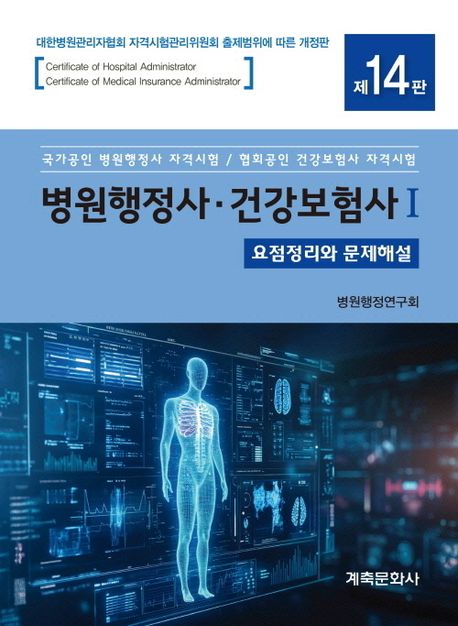 대한병원관리자협회 자격시험관리위원회 출제범위에 따른 개정판
Certificate of Hospital Administrator
Certificate of Medical Insurance Administrator
제14판
국가공인 병원행정사 자격시험 / 협회공인 건강보험사 자격시험
병원행정사·건강보험사 I
요점정리와 문제해설
병원행정연구회
계축문화사